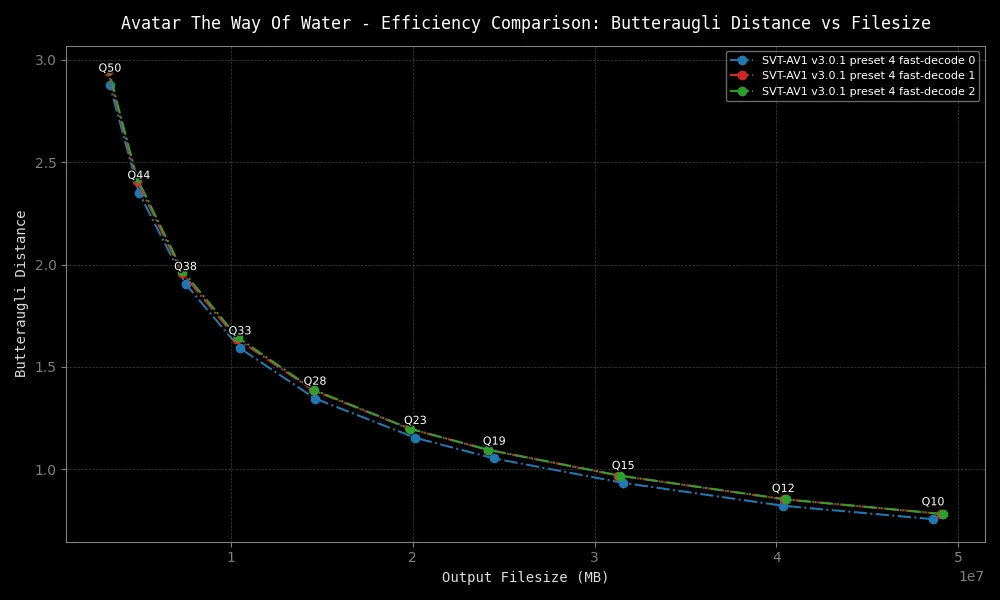 Avatar The Way Of Water - Efficiency Comparison: Butteraugli Distance vs Filesize
SVT-AV1 v3.0.1 preset 4 fast-decode 0
SVT-AV1 v3.0.1 preset 4 fast-decode 1
SVT-AV1 v3.0.1 preset 4 fast-decode 2
Butteraugli Distance
3.0
2.5
2.0
1.5
1.0
Q50
Q44
Q38
Q33
Q28
Q23
Q19
Q15
Q12
Q10
1
2
3
4
5
1e7
Output Filesize (MB)